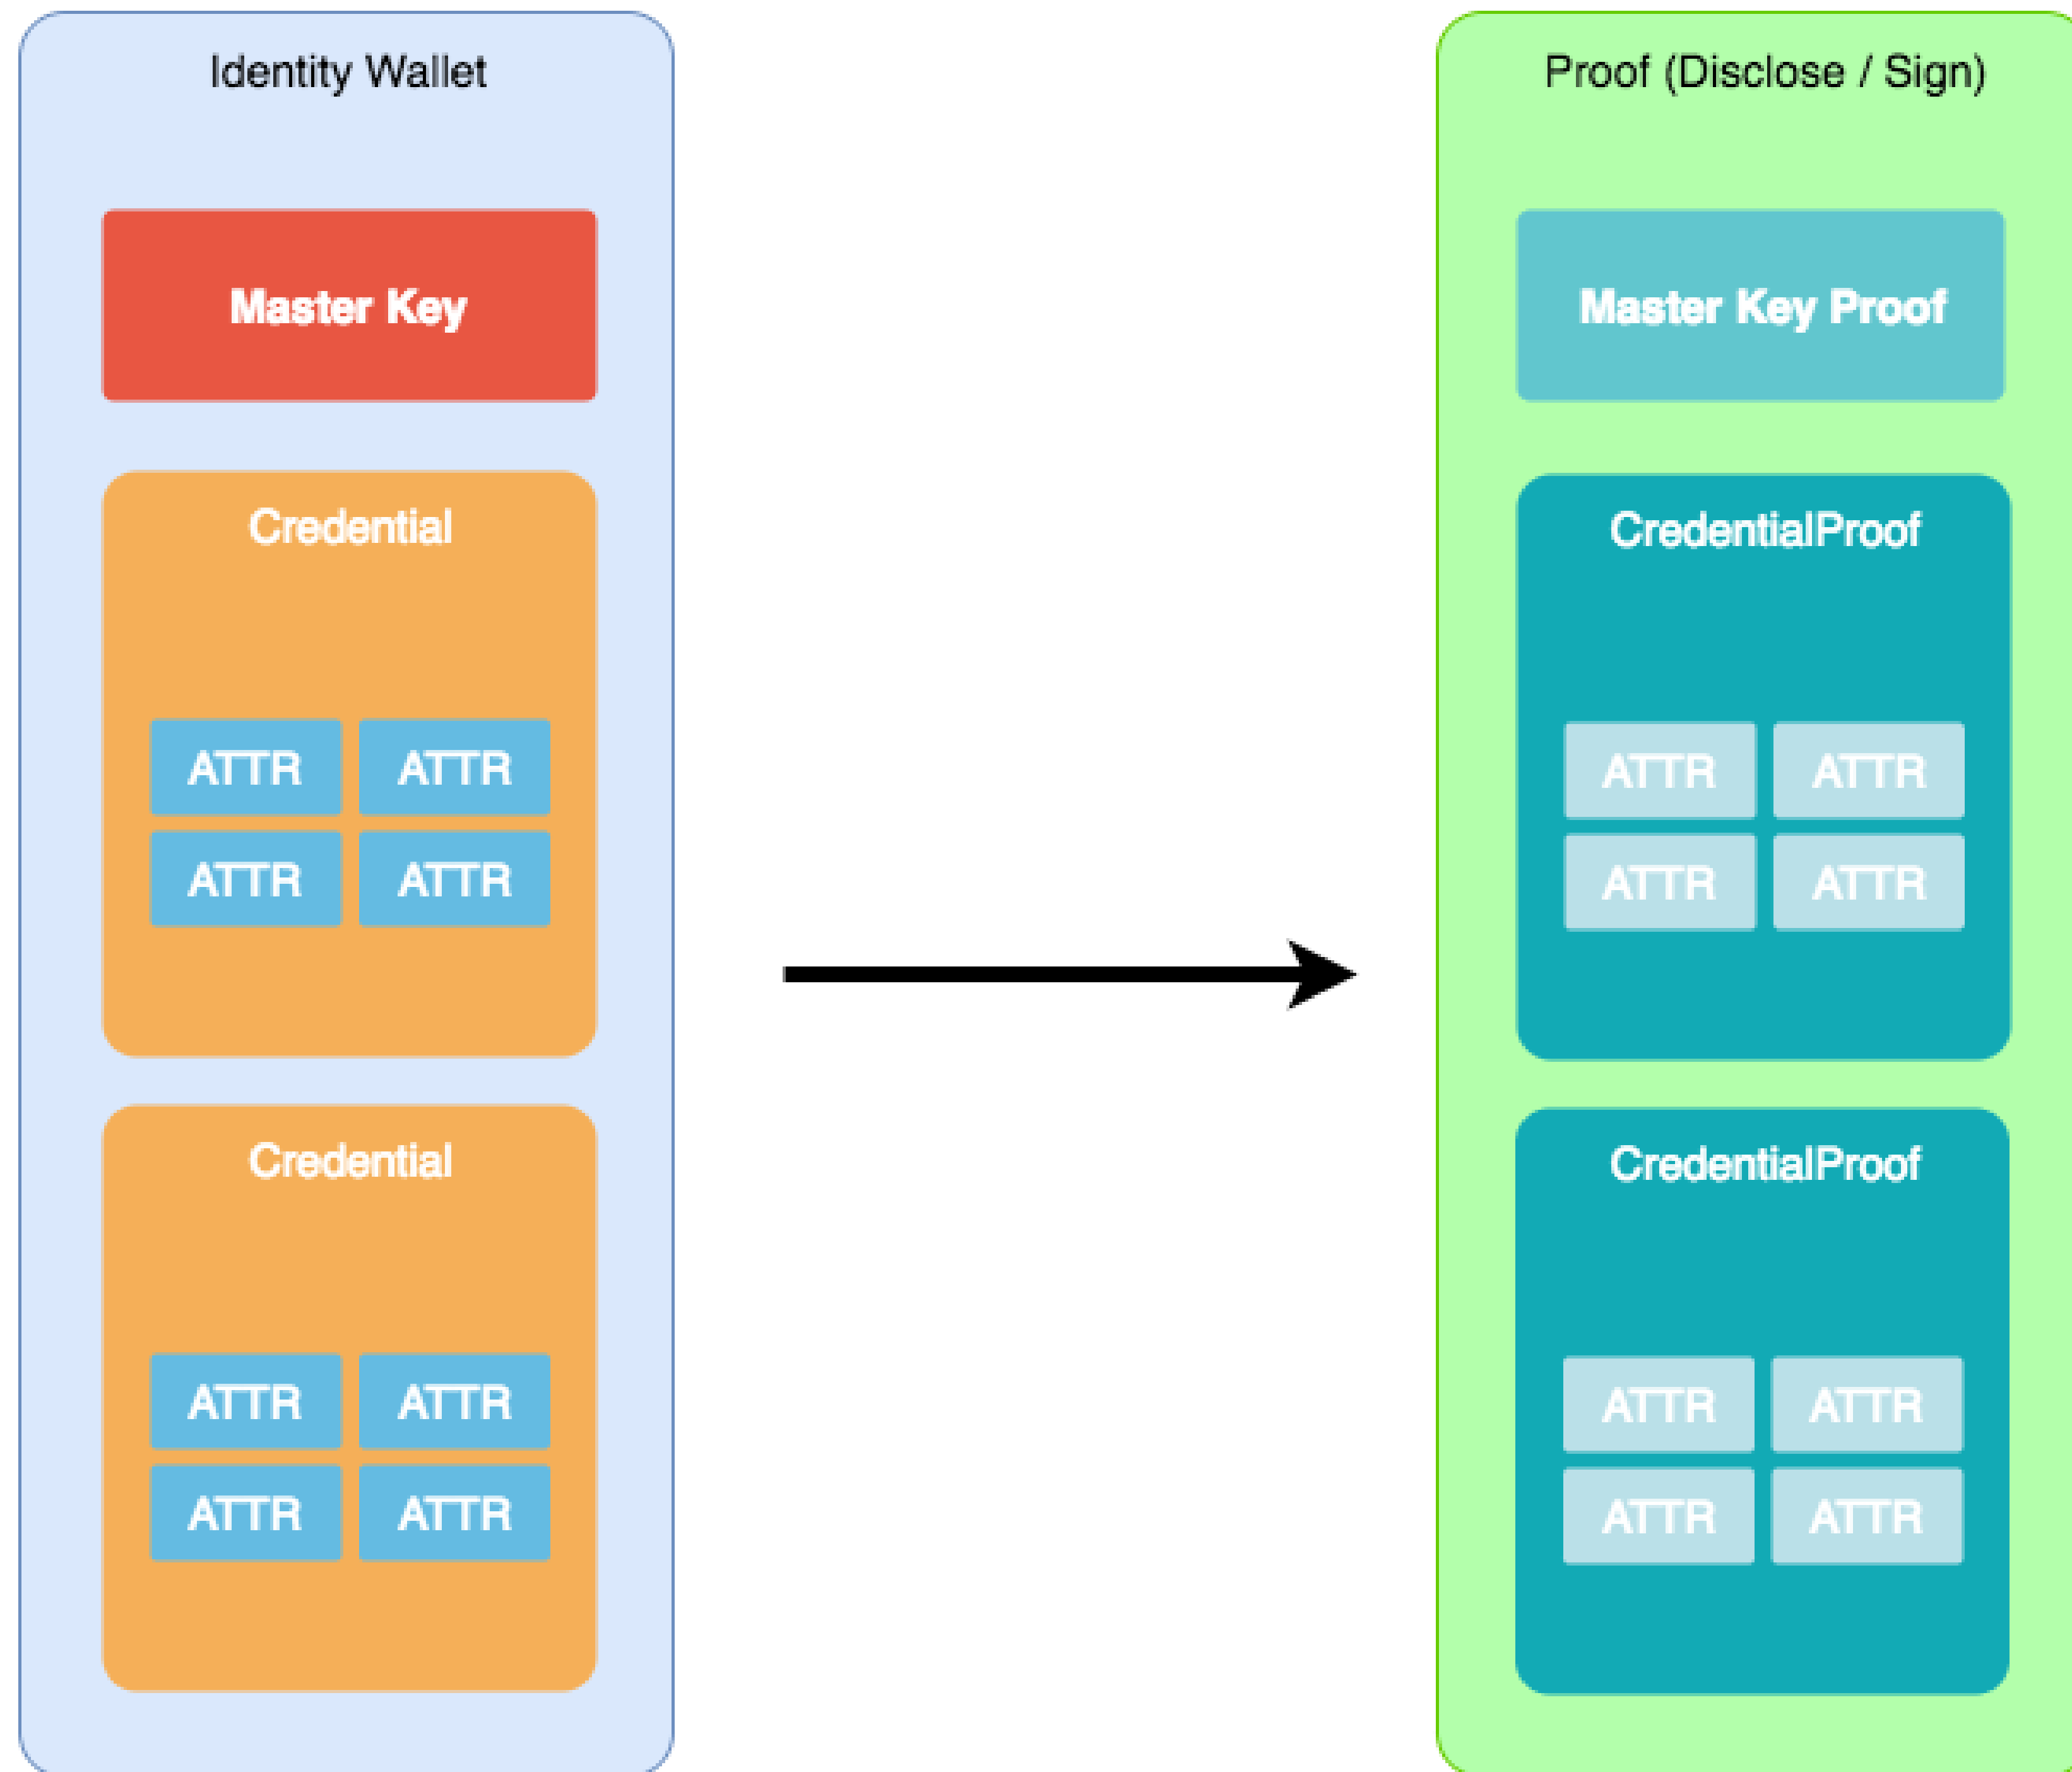 Identity Wallet
Master Key
Credential
ATTR ATTR
ATTR ATTR
Credential
ATTR ATTR
ATTR ATTR
Proof (Disclose / Sign)
Master Key Proof
CredentialProof
ATTR ATTR
ATTR ATTR
CredentialProof
ATTR ATTR
ATTR ATTR